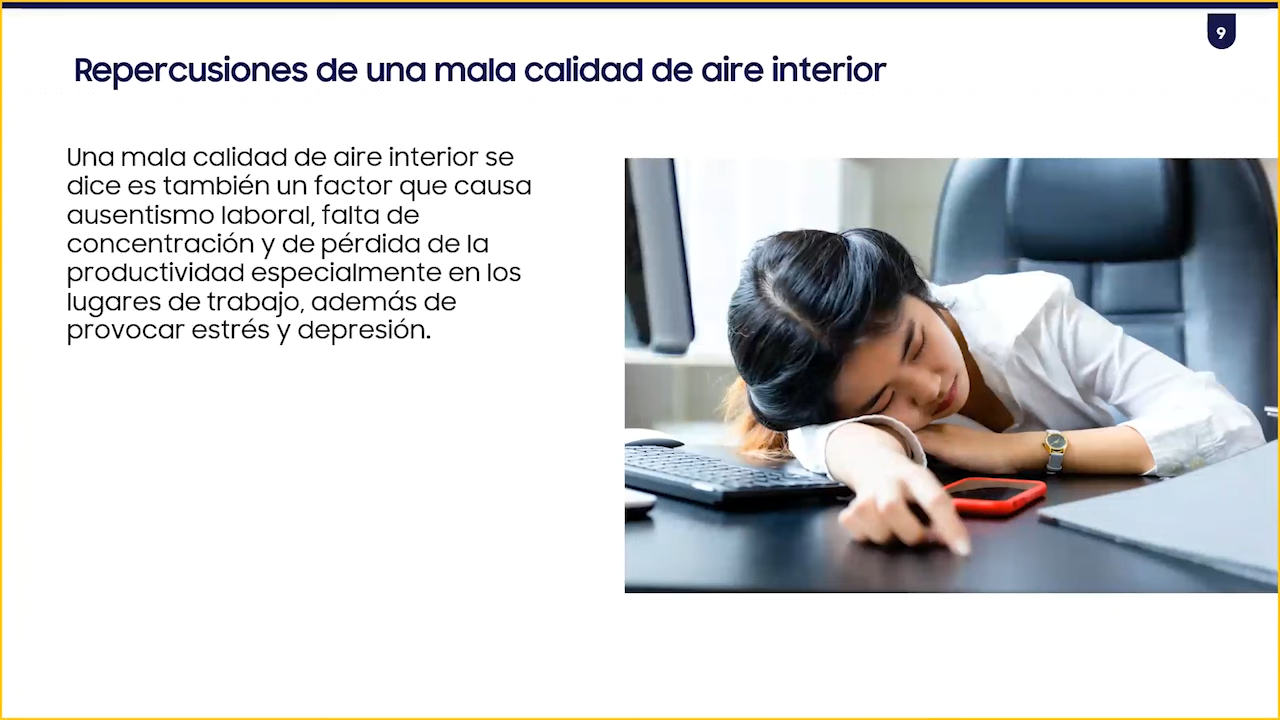 9
Repercusiones de una mala calidad de aire interior
Una mala calidad de aire interior se
dice es también un factor que causa
ausentismo laboral, falta de
concentración y de pérdida de la
productividad especialmente en los
lugares de trabajo, además de
provocar estrés y depresión.